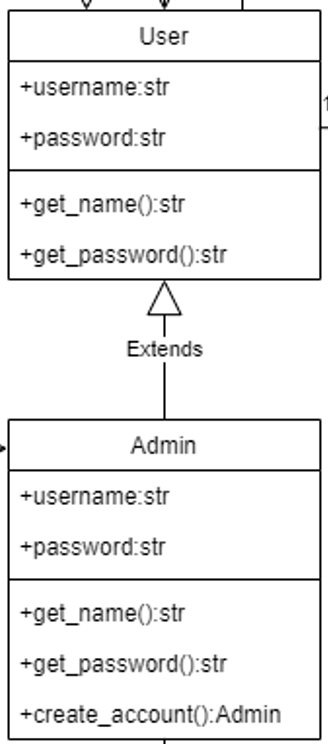 User
+username:str
1
+password:str
+get_name():str
+get_password():str
Extends
Admin
+username:str
+password:str
+get_name():str
+get_password():str
+create_account():Admin